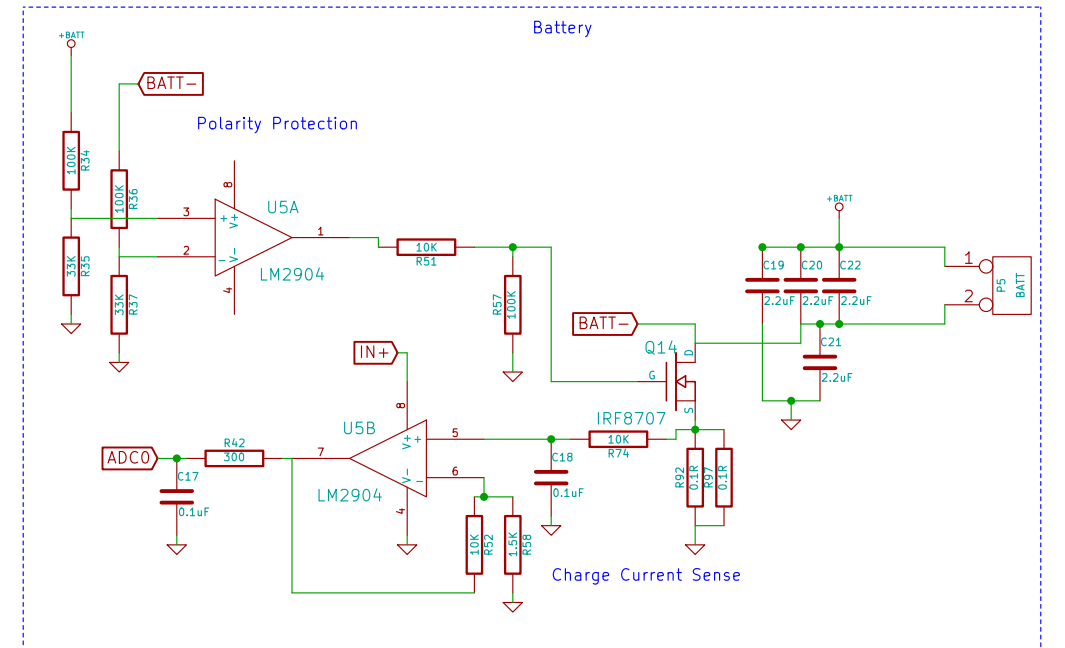 Battery
+BATT
BATT-
Polarity Protection
100K
R34
100K
R36
33K
R35
33K
R37
3
2
8
4
+
V+
-
V-
U5A
LM2904
1
10K
R51
R57
100K
+BATT
C19
C20
C22
2.2uF
2.2uF
2.2uF
1
2
P5
BATT
C21
2.2uF
BATT-
Q14
D
G
S
IRF8707
IN+
8
U5B
V+
+
5
V-
-
6
7
4
LM2904
10K
R74
C18
0.1uF
R92
0.1R
R97
0.1R
ADC0
R42
300
C17
0.1uF
10K
R52
1.5K
R58
Charge Current Sense